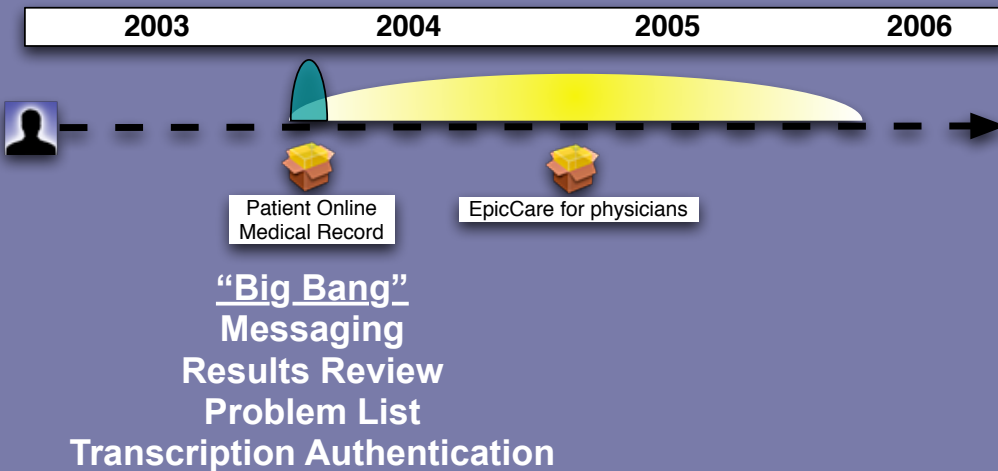 2003 2004 2005 2006
Patient Online
Medical Record
EpicCare for physicians
“Big Bang”
Messaging
Results Review
Problem List
Transcription Authentication